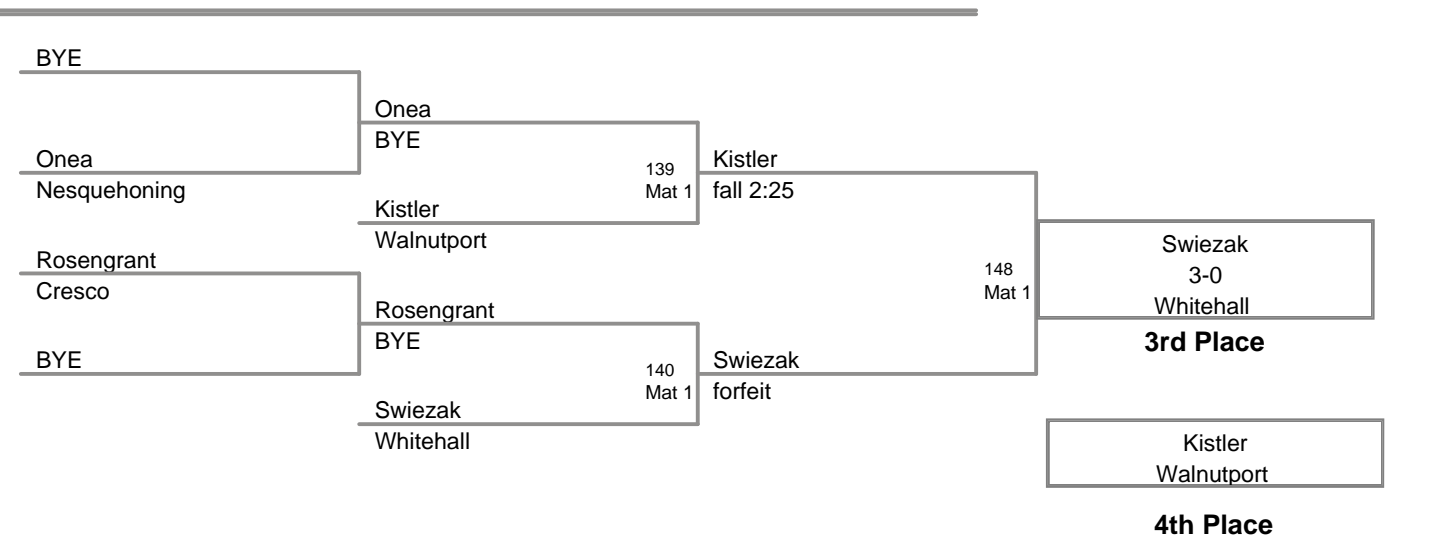 BYE
Onea
BYE
Onea
Nesquehoning
139
Mat 1
Kistler
fall 2:25
Kistler
Walnutport
Rosengrant
Cresco
148
Mat 1
Swiezak
3-0
Whitehall
3rd Place
Rosengrant
BYE
BYE
140
Mat 1
Swiezak
forfeit
Swiezak
Whitehall
Kistler
Walnutport
4th Place